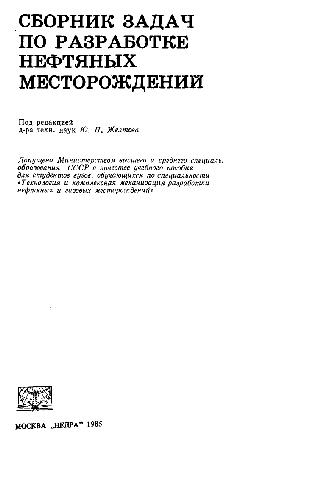 СБОРНИК ЗАДАЧ
ПО РАЗРАБОТКЕ
НЕФТЯНЫХ
МЕСТОРОЖДЕНИЙ
Под редакцией
д-ра техн. наук Ю. П. Желтова
Допущено Министерством высшего и среднего специаль.
образования СССР в качестве учебного пособия
для студентов вузов, обучающихся по специальности
«Технология и комплексная механизация разработки
нефтяных и газовых месторождений»
МОСКВА „НЕДРА" 1985